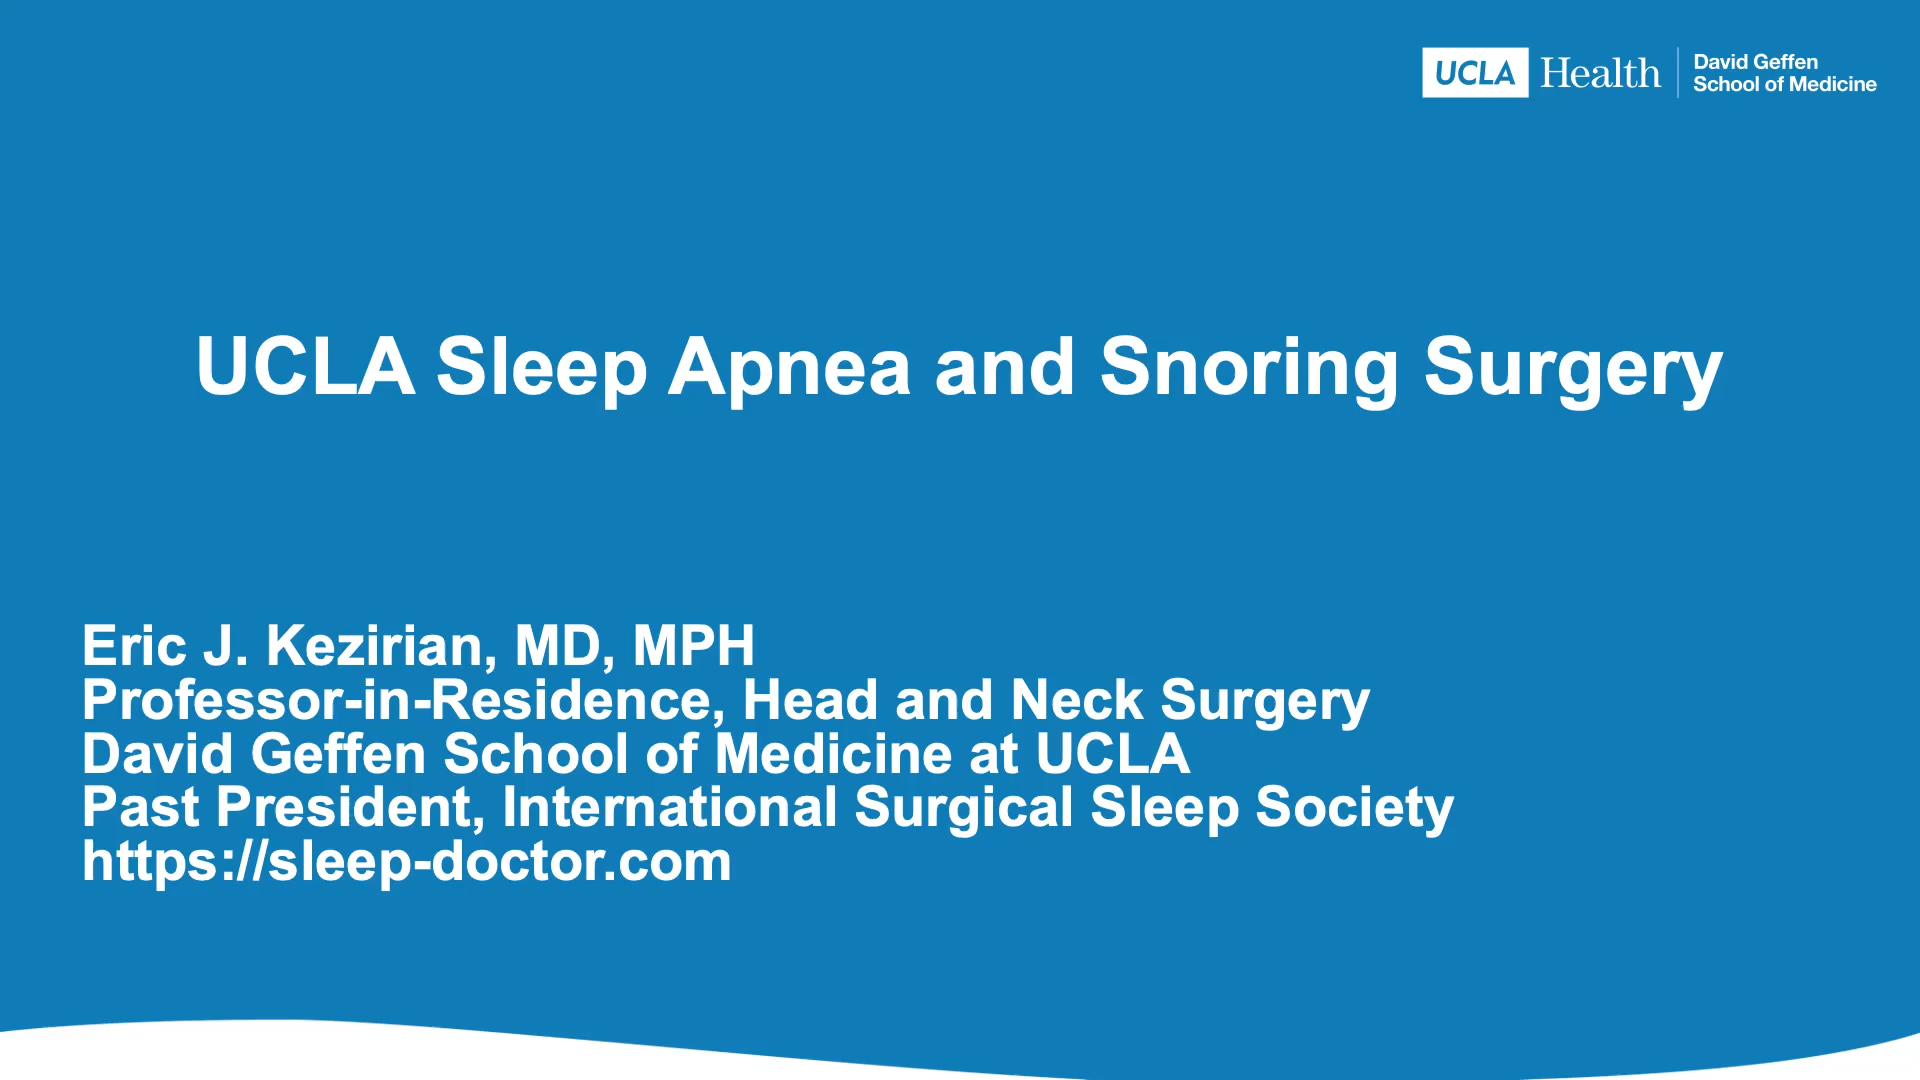 UCLA Health
David Geffen
School of Medicine
UCLA Sleep Apnea and Snoring Surgery
Eric J. Kezirian, MD, MPH
Professor-in-Residence, Head and Neck Surgery
David Geffen School of Medicine at UCLA
Past President, International Surgical Sleep Society
https://sleep-doctor.com